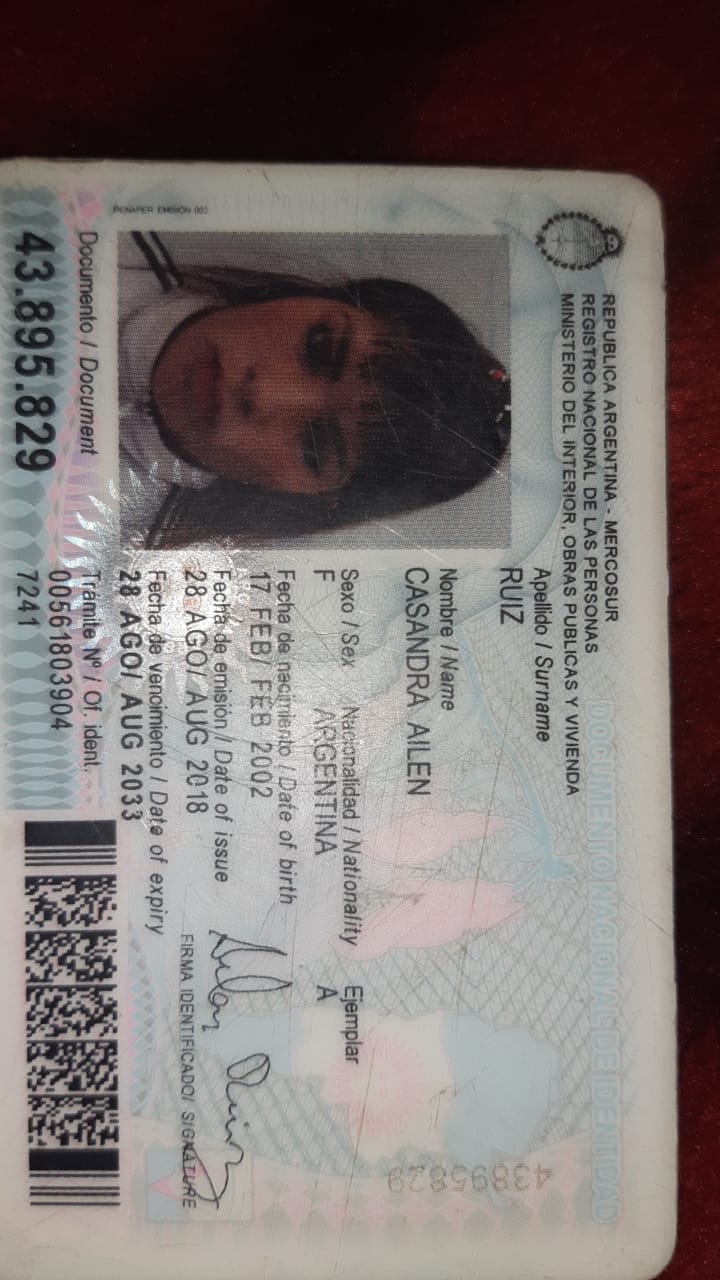 REPUBLICA ARGENTINA - MERCOSUR
REGISTRO NACIONAL DE LAS PERSONAS
MINISTERIO DEL INTERIOR, OBRAS PUBLICAS Y VIVIENDA
DOCUMENTO NACIONAL DE IDENTIDAD
Apellido / Surname
RUIZ
Nombre / Name
CASANDRA AILEN
Sexo / Sex Nacionalidad / Nationality Ejemplar
F ARGENTINA A
Fecha de nacimiento / Date of birth
17 FEB/ FEB 2002
Fecha de emisión / Date of issue
28 AGO/ AUG 2018
Fecha de vencimiento / Date of expiry
28 AGO/ AUG 2033
FIRMA IDENTIFICADO/ SIGNATURE
RENAPER EMISIÓN 002
Documento / Document
43.895.829
Trámite Nº / Of. ident.
00561803904
7241
43895829